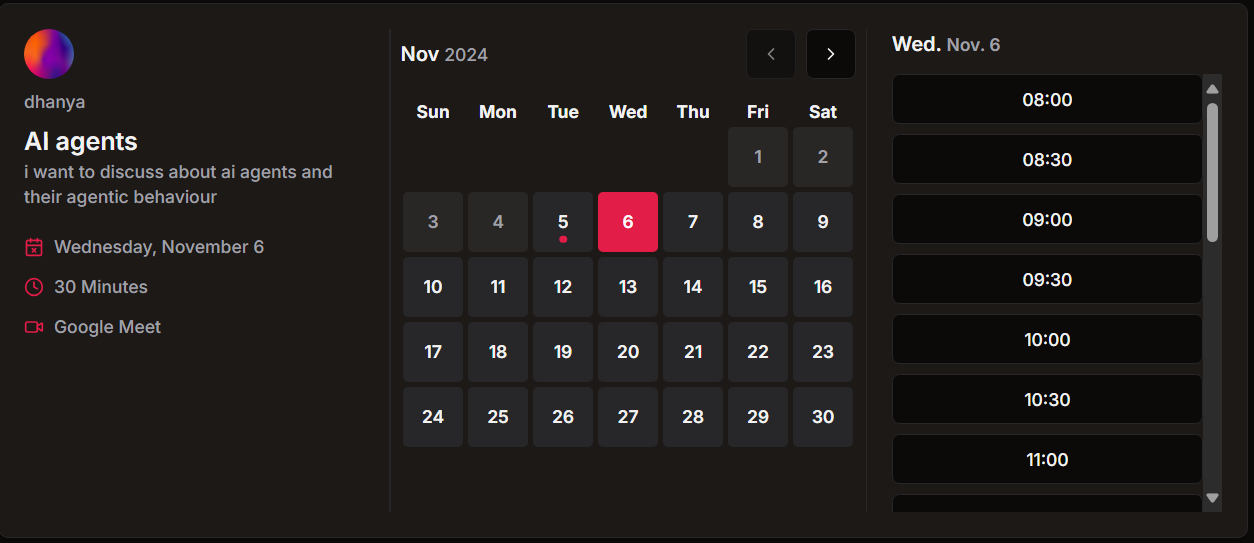 dhanya
AI agents
i want to discuss about ai agents and
their agentic behaviour
Wednesday, November 6
30 Minutes
Google Meet
Nov 2024
Sun Mon Tue Wed Thu Fri Sat
1 2
3 4 5 6 7 8 9
10 11 12 13 14 15 16
17 18 19 20 21 22 23
24 25 26 27 28 29 30
Wed. Nov. 6
08:00
08:30
09:00
09:30
10:00
10:30
11:00